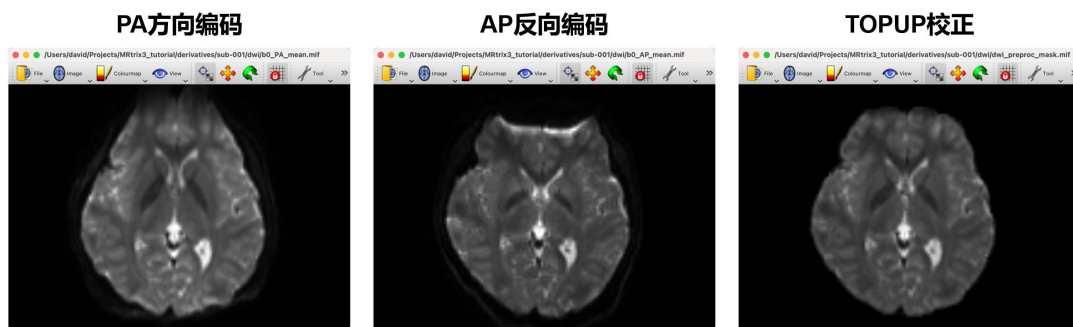 PA方向编码
AP反向编码
TOPUP校正
/Users/david/Projects/MRtrix3_tutorial/derivatives/sub-001/dwi/b0_PA_mean.mif
File Image Colourmap View Tool »
/Users/david/Projects/MRtrix3_tutorial/derivatives/sub-001/dwi/b0_AP_mean.mif
File Image Colourmap View Tool »
/Users/david/Projects/MRtrix3_tutorial/derivatives/sub-001/dwi/dwi_preproc_mask.mif
File Image Colourmap View Tool